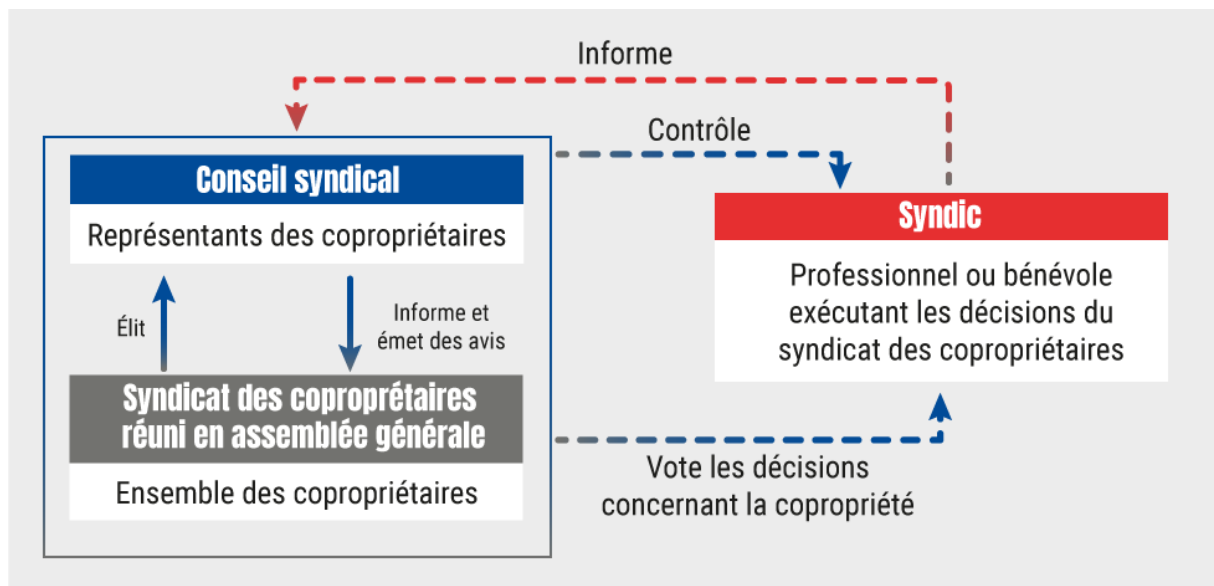 Informe
Contrôle
Conseil syndical
Représentants des copropriétaires
Élit
Informe et
émet des avis
Syndicat des coproprétaires
réuni en assemblée générale
Ensemble des copropriétaires
Syndic
Professionnel ou bénévole
exécutant les décisions du
syndicat des copropriétaires
Vote les décisions
concernant la copropriété